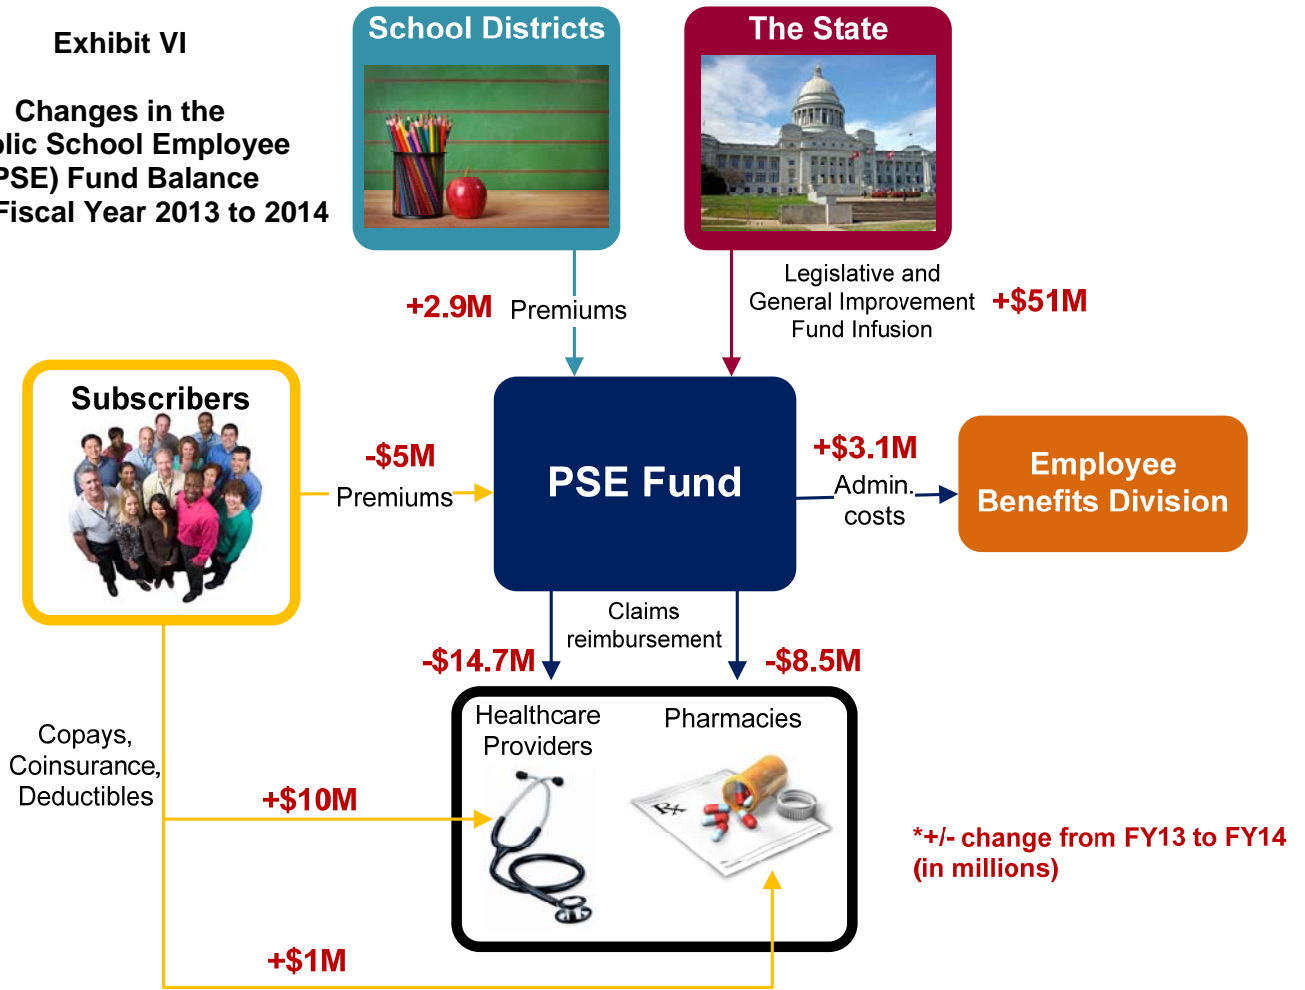 Exhibit VI
Changes in the
blic School Employee
PSE) Fund Balance
Fiscal Year 2013 to 2014
School Districts
The State
+2.9M Premiums
Legislative and
General Improvement
Fund Infusion
+$51M
Subscribers
-$5M
Premiums
PSE Fund
+$3.1M
Admin.
costs
Employee
Benefits Division
Claims
reimbursement
-$14.7M
-$8.5M
Healthcare
Providers
Pharmacies
Rx
Copays,
Coinsurance,
Deductibles
+$10M
+$1M
*+/- change from FY13 to FY14
(in millions)